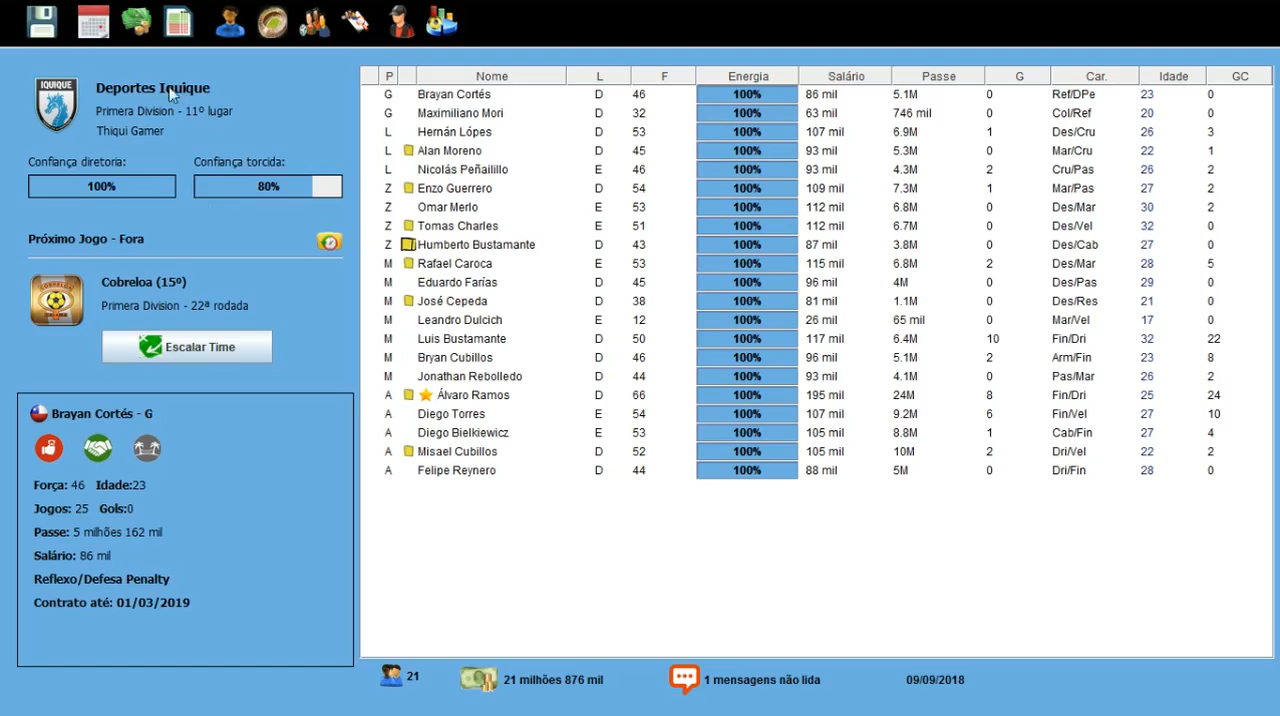 Deportes Iquique
IQUIQUE
Primera Division - 11º lugar
Thiqui Gamer
Confiança diretoria: Confiança torcida:
100% 80%
Próximo Jogo - Fora
COBRELOA
Cobreloa (15º)
Primera Division - 22ª rodada
Escalar Time
Brayan Cortés - G
Força: 46 Idade:23
Jogos: 25 Gols:0
Passe: 5 milhões 162 mil
Salário: 86 mil
Reflexo/Defesa Penalty
Contrato até: 01/03/2019
P Nome L F Energia Salário Passe G Car. Idade GC
G Brayan Cortés D 46 100% 86 mil 5.1M 0 Ref/DPe 23 0
G Maximiliano Mori D 32 100% 63 mil 746 mil 0 Col/Ref 20 0
L Hernán Lópes D 53 100% 107 mil 6.9M 1 Des/Cru 26 3
L Alan Moreno D 45 100% 93 mil 5.3M 0 Mar/Cru 22 1
L Nicolás Peñailillo E 46 100% 93 mil 4.3M 2 Cru/Pas 26 2
Z Enzo Guerrero D 54 100% 109 mil 7.3M 1 Mar/Pas 27 2
Z Omar Merlo E 53 100% 112 mil 6.8M 0 Des/Mar 30 2
Z Tomas Charles E 51 100% 112 mil 6.7M 0 Des/Vel 32 0
Z Humberto Bustamante D 43 100% 87 mil 3.8M 0 Des/Cab 27 0
M Rafael Caroca E 53 100% 115 mil 6.8M 2 Des/Mar 28 5
M Eduardo Farías D 45 100% 96 mil 4M 0 Des/Pas 29 0
M José Cepeda D 38 100% 81 mil 1.1M 0 Des/Res 21 0
M Leandro Dulcich E 12 100% 26 mil 65 mil 0 Mar/Vel 17 0
M Luis Bustamante D 50 100% 117 mil 6.4M 10 Fin/Dri 32 22
M Bryan Cubillos D 46 100% 96 mil 5.1M 2 Arm/Fin 23 8
M Jonathan Rebolledo D 44 100% 93 mil 4.1M 0 Pas/Mar 26 2
A Álvaro Ramos D 66 100% 195 mil 24M 8 Fin/Dri 25 24
A Diego Torres E 54 100% 107 mil 9.2M 6 Fin/Vel 27 10
A Diego Bielkiewicz E 53 100% 105 mil 8.8M 1 Cab/Fin 27 4
A Misael Cubillos D 52 100% 105 mil 10M 2 Dri/Vel 22 2
A Felipe Reynero D 44 100% 88 mil 5M 0 Dri/Fin 28 0
21 21 milhões 876 mil 1 mensagens não lida 09/09/2018